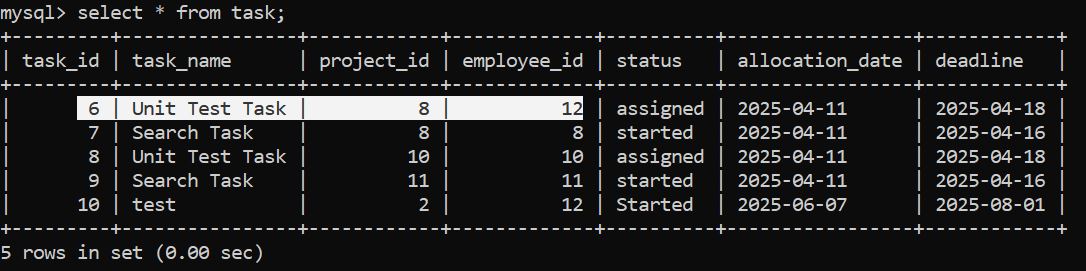 mysql> select * from task;
+---------+----------------+------------+-------------+----------+-----------------+------------+
| task_id | task_name      | project_id | employee_id | status   | allocation_date | deadline   |
+---------+----------------+------------+-------------+----------+-----------------+------------+
|       6 | Unit Test Task |          8 |          12 | assigned | 2025-04-11      | 2025-04-18 |
|       7 | Search Task    |          8 |           8 | started  | 2025-04-11      | 2025-04-16 |
|       8 | Unit Test Task |         10 |          10 | assigned | 2025-04-11      | 2025-04-18 |
|       9 | Search Task    |         11 |          11 | started  | 2025-04-11      | 2025-04-16 |
|      10 | test           |          2 |          12 | Started  | 2025-06-07      | 2025-08-01 |
+---------+----------------+------------+-------------+----------+-----------------+------------+
5 rows in set (0.00 sec)